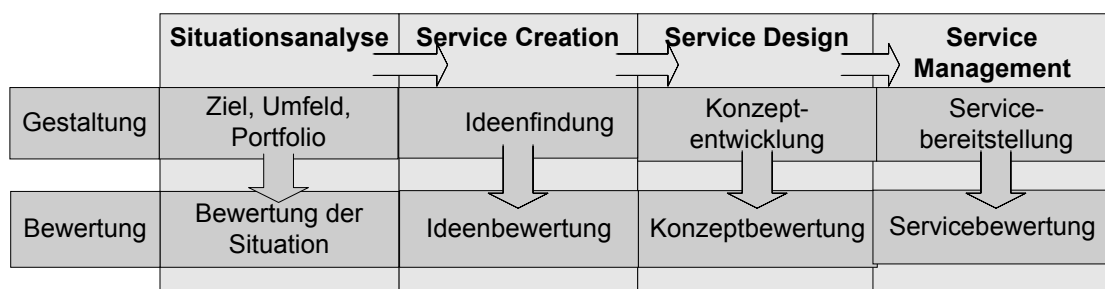 Situationsanalyse
Service Creation
Service Design
Service
Management
Gestaltung
Ziel, Umfeld,
Portfolio
Ideenfindung
Konzept-
entwicklung
Service-
bereitstellung
Bewertung
Bewertung der
Situation
Ideenbewertung
Konzeptbewertung
Servicebewertung